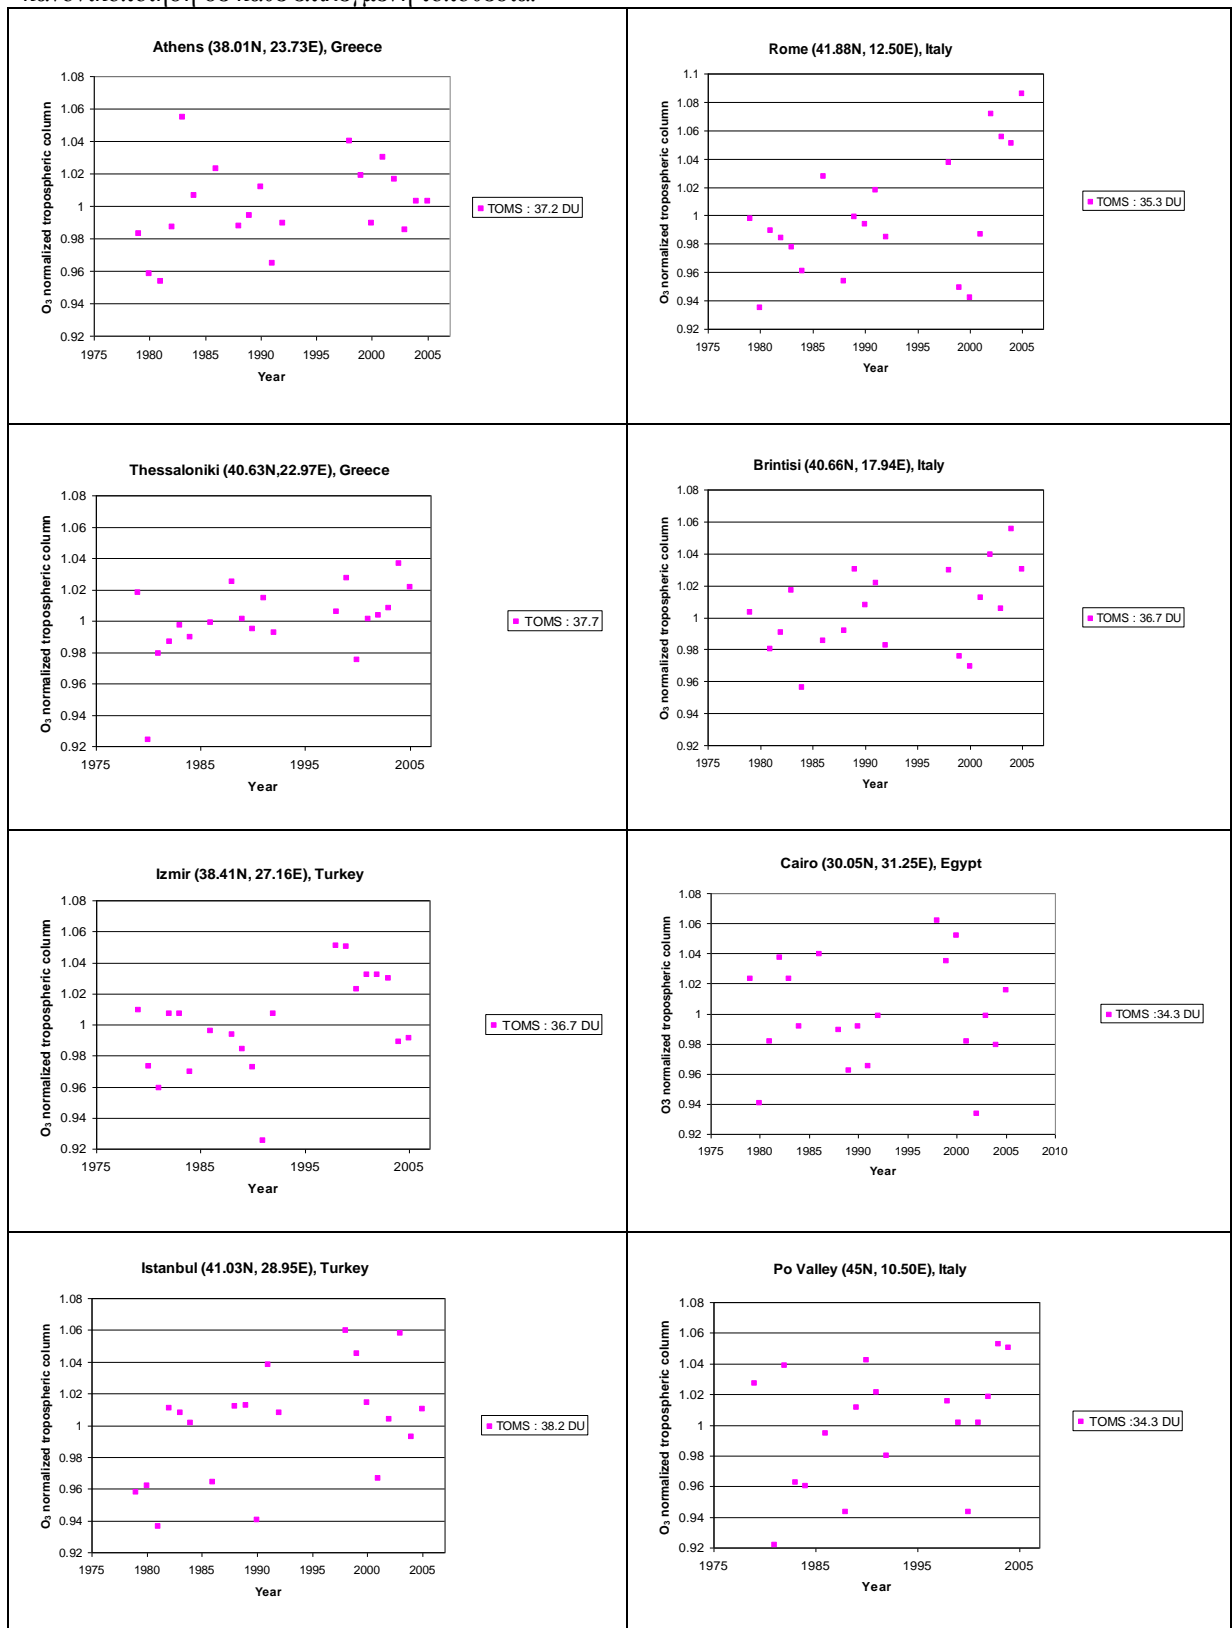 Athens (38.01N, 23.73E), Greece
1.08
1.06
1.04
1.02
1
0.98
0.96
0.94
0.92
O₃ normalized tropospheric column
1975 1980 1985 1990 1995 2000 2005
Year
TOMS : 37.2 DU
Rome (41.88N, 12.50E), Italy
1.1
1.08
1.06
1.04
1.02
1
0.98
0.96
0.94
0.92
O₃ normalized tropospheric column
1975 1980 1985 1990 1995 2000 2005
Year
TOMS : 35.3 DU
Thessaloniki (40.63N,22.97E), Greece
1.08
1.06
1.04
1.02
1
0.98
0.96
0.94
0.92
O₃ normalized tropospheric column
1975 1985 1995 2005
Year
TOMS : 37.7
Brintisi (40.66N, 17.94E), Italy
1.08
1.06
1.04
1.02
1
0.98
0.96
0.94
0.92
O₃ normalized tropospheric column
1975 1980 1985 1990 1995 2000 2005
Year
TOMS : 36.7 DU
Izmir (38.41N, 27.16E), Turkey
1.08
1.06
1.04
1.02
1
0.98
0.96
0.94
0.92
O₃ normalized tropospheric column
1975 1985 1995 2005
Year
TOMS : 36.7 DU
Cairo (30.05N, 31.25E), Egypt
1.08
1.06
1.04
1.02
1
0.98
0.96
0.94
0.92
O3 normalized tropospheric column
1975 1980 1985 1990 1995 2000 2005 2010
Year
TOMS :34.3 DU
Istanbul (41.03N, 28.95E), Turkey
1.08
1.06
1.04
1.02
1
0.98
0.96
0.94
0.92
O₃ normalized tropospheric column
1975 1980 1985 1990 1995 2000 2005
Year
TOMS : 38.2 DU
Po Valley (45N, 10.50E), Italy
1.08
1.06
1.04
1.02
1
0.98
0.96
0.94
0.92
O₃ normalized tropospheric column
1975 1985 1995 2005
Year
TOMS :34.3 DU